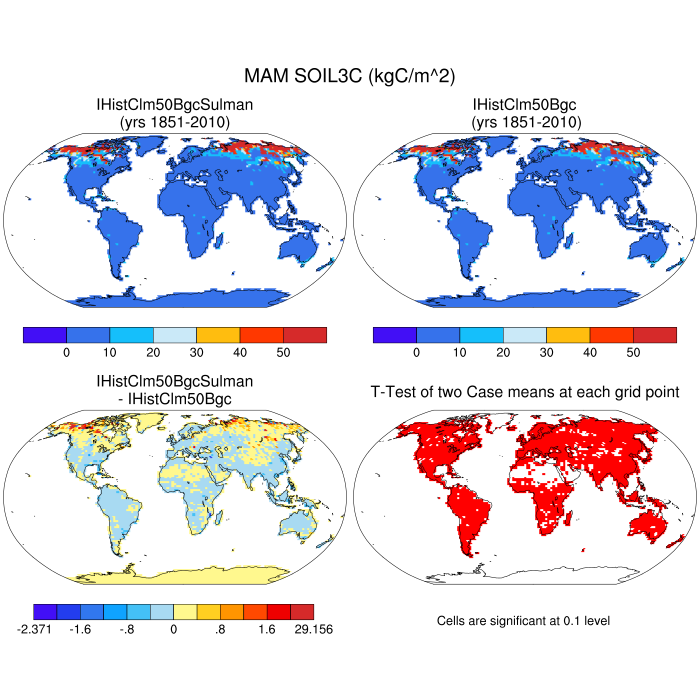 MAM SOIL3C (kgC/m^2)
IHistClm50BgcSulman
(yrs 1851-2010)
IHistClm50Bgc
(yrs 1851-2010)
0 10 20 30 40 50
0 10 20 30 40 50
IHistClm50BgcSulman
- IHistClm50Bgc
T-Test of two Case means at each grid point
-2.371 -1.6 -.8 0 .8 1.6 29.156
Cells are significant at 0.1 level